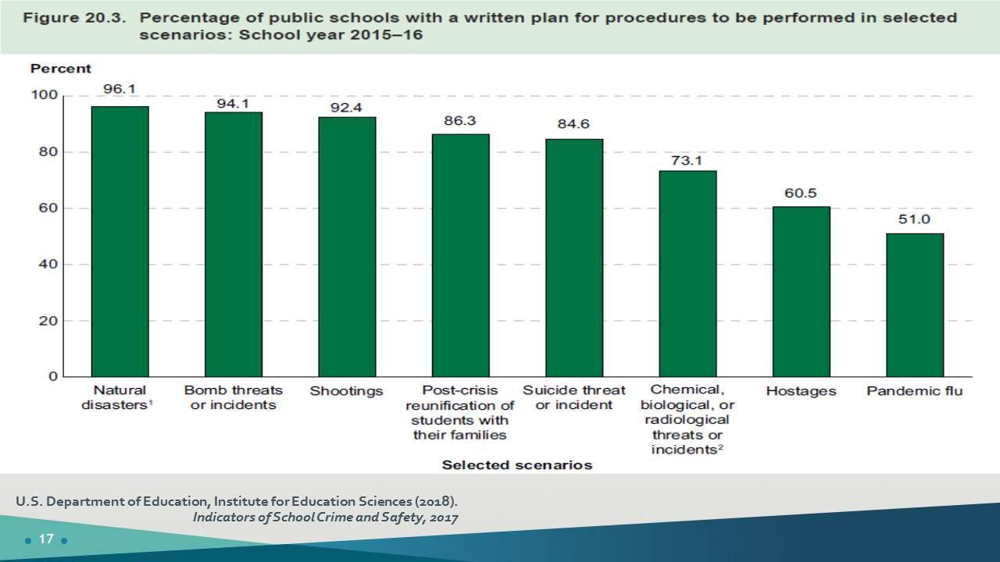 Figure 20.3. Percentage of public schools with a written plan for procedures to be performed in selected
scenarios: School year 2015–16
Percent
100
80
60
40
20
0
96.1
94.1
92.4
86.3
84.6
73.1
60.5
51.0
Natural
disasters¹
Bomb threats
or incidents
Shootings
Post-crisis
reunification of
students with
their families
Suicide threat
or incident
Chemical,
biological, or
radiological
threats or
incidents²
Hostages
Pandemic flu
Selected scenarios
U.S. Department of Education, Institute for Education Sciences (2018).
Indicators of School Crime and Safety, 2017
• 17 •